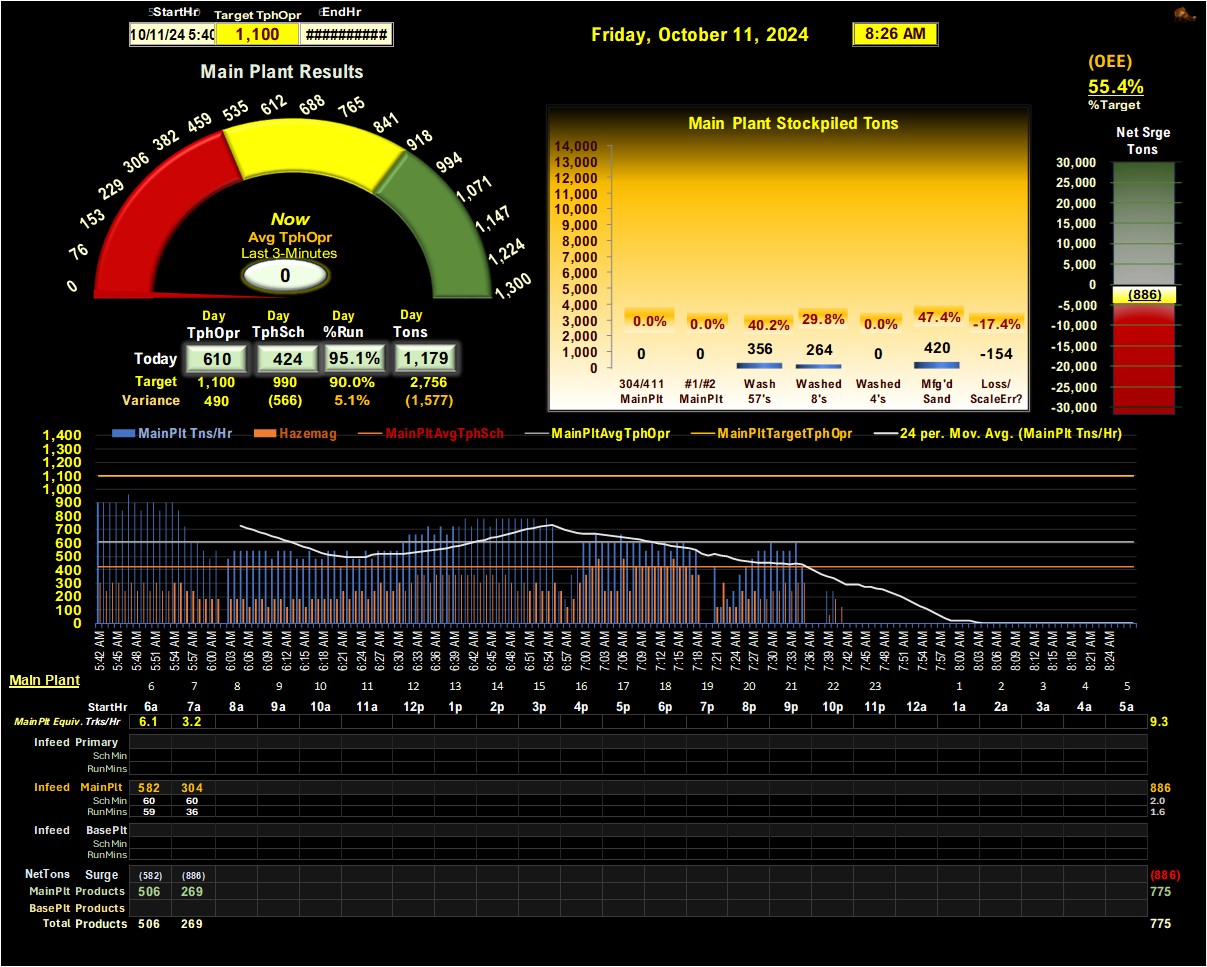 StartHr Target TphOpr EndHr
10/11/24 5:40 1,100 ##########
Friday, October 11, 2024 8:26 AM
(OEE)
55.4%
%Target
Main Plant Results
0 76 153 229 306 382 459 535 612 688 765 841 918 994 1,071 1,147 1,224 1,300
Now
Avg TphOpr
Last 3-Minutes
0
Day Day Day Day
TphOpr TphSch %Run Tons
Today 610 424 95.1% 1,179
Target 1,100 990 90.0% 2,756
Variance 490 (566) 5.1% (1,577)
Main Plant Stockpiled Tons
14,000
13,000
12,000
11,000
10,000
9,000
8,000
7,000
6,000
5,000
4,000
3,000
2,000
1,000
0
0.0% 0.0% 40.2% 29.8% 0.0% 47.4% -17.4%
0 0 356 264 0 420 -154
304/411 #1/#2 Wash Washed Washed Mfg'd Loss/
MainPlt MainPlt 57's 8's 4's Sand ScaleErr?
Net Srge
Tons
30,000
25,000
20,000
15,000
10,000
5,000
0
(886)
-5,000
-10,000
-15,000
-20,000
-25,000
-30,000
MainPlt Tns/Hr Hazemag MainPltAvgTphSch MainPltAvgTphOpr MainPltTargetTphOpr 24 per. Mov. Avg. (MainPlt Tns/Hr)
1,400
1,300
1,200
1,100
1,000
900
800
700
600
500
400
300
200
100
0
5:42 AM 5:45 AM 5:48 AM 5:51 AM 5:54 AM 5:57 AM 6:00 AM 6:03 AM 6:06 AM 6:09 AM 6:12 AM 6:15 AM 6:18 AM 6:21 AM 6:24 AM 6:27 AM 6:30 AM 6:33 AM 6:36 AM 6:39 AM 6:42 AM 6:45 AM 6:48 AM 6:51 AM 6:54 AM 6:57 AM 7:06 AM 7:03 AM 7:09 AM 7:12 AM 7:15 AM 7:18 AM 7:21 AM 7:24 AM 7:27 AM 7:30 AM 7:33 AM 7:36 AM 7:39 AM 7:42 AM 7:45 AM 7:48 AM 7:51 AM 7:54 AM 7:57 AM 8:00 AM 8:03 AM 8:06 AM 8:09 AM 8:12 AM 8:15 AM 8:18 AM 8:21 AM 8:24 AM
Main Plant
6 7 8 9 10 11 12 13 14 15 16 17 18 19 20 21 22 23 1 2 3 4 5
StartHr 6a 7a 8a 9a 10a 11a 12p 1p 2p 3p 4p 5p 6p 7p 8p 9p 10p 11p 12a 1a 2a 3a 4a 5a
MainPlt Equiv. Trks/Hr 6.1 3.2 9.3
Infeed Primary
SchMin
RunMins
Infeed MainPlt 582 304 886
SchMin 60 60 2.0
RunMins 59 36 1.6
Infeed BasePlt
SchMin
RunMins
NetTons Surge (582) (886) (886)
MainPlt Products 506 269 775
BasePlt Products
Total Products 506 269 775